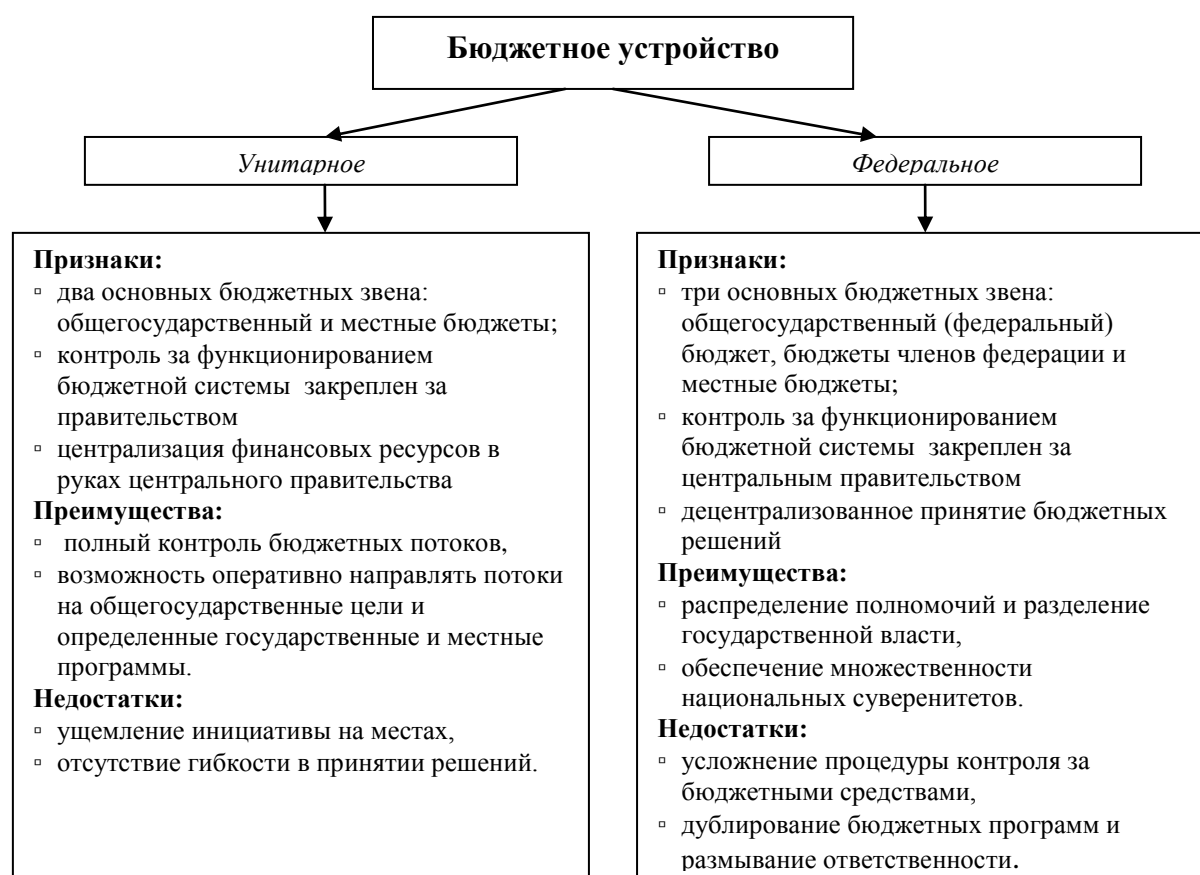 Бюджетное устройство
Унитарное
Федеральное
Признаки:
▫ два основных бюджетных звена:
общегосударственный и местные бюджеты;
▫ контроль за функционированием
бюджетной системы  закреплен за
правительством
▫ централизация финансовых ресурсов в
руках центрального правительства
Преимущества:
▫ полный контроль бюджетных потоков,
▫ возможность оперативно направлять потоки
на общегосударственные цели и
определенные государственные и местные
программы.
Недостатки:
▫ ущемление инициативы на местах,
▫ отсутствие гибкости в принятии решений.
Признаки:
▫ три основных бюджетных звена:
общегосударственный (федеральный)
бюджет, бюджеты членов федерации и
местные бюджеты;
▫ контроль за функционированием
бюджетной системы  закреплен за
центральным правительством
▫ децентрализованное принятие бюджетных
решений
Преимущества:
▫ распределение полномочий и разделение
государственной власти,
▫ обеспечение множественности
национальных суверенитетов.
Недостатки:
▫ усложнение процедуры контроля за
бюджетными средствами,
▫ дублирование бюджетных программ и
размывание ответственности.